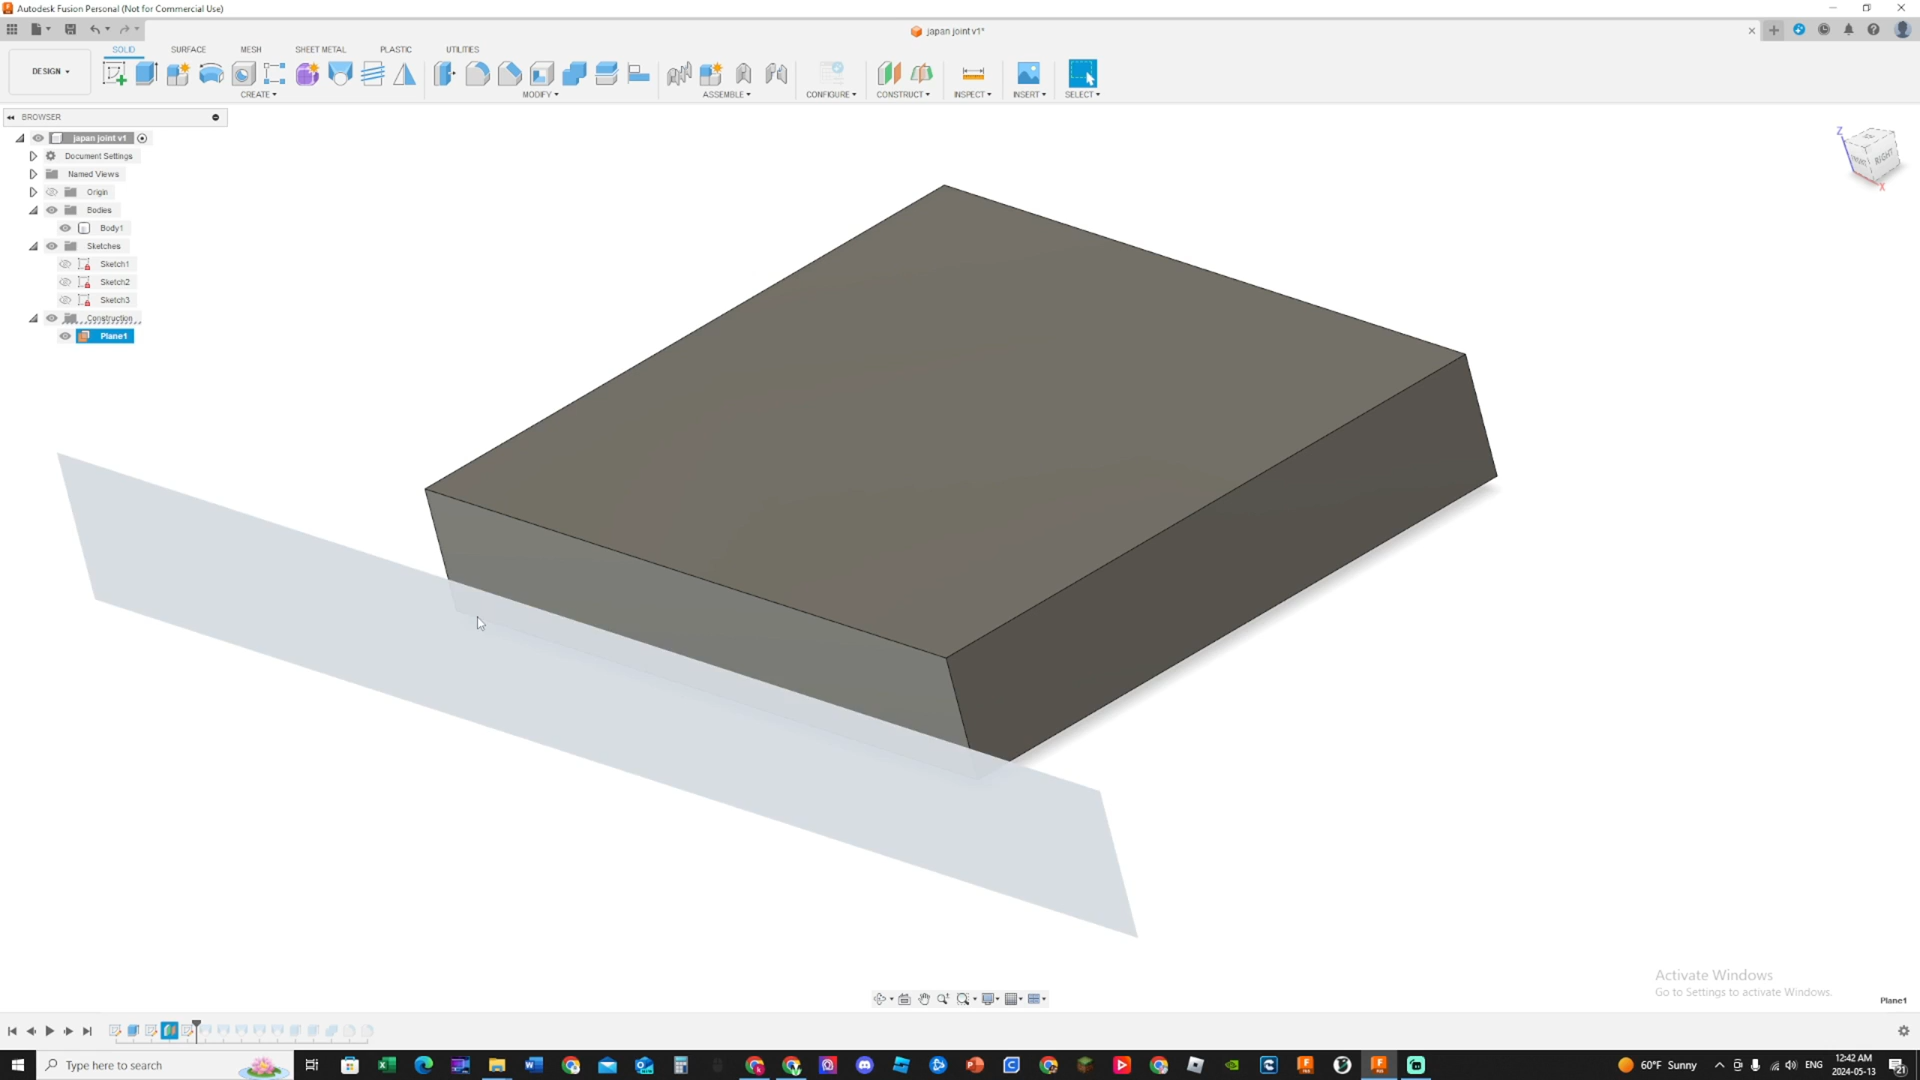 Autodesk Fusion Personal (Not for Commercial Use)
japan joint v1*
SOLID SURFACE MESH SHEET METAL PLASTIC UTILITIES
DESIGN
CREATE MODIFY ASSEMBLE CONFIGURE CONSTRUCT INSPECT INSERT SELECT
BROWSER
japan joint v1
Document Settings
Named Views
Origin
Bodies
Body1
Sketches
Sketch1
Sketch2
Sketch3
Construction
Plane1
Z
RIGHT
X
Activate Windows
Go to Settings to activate Windows.
Plane1
Type here to search
60°F Sunny
ENG
12:42 AM
2024-05-13
21